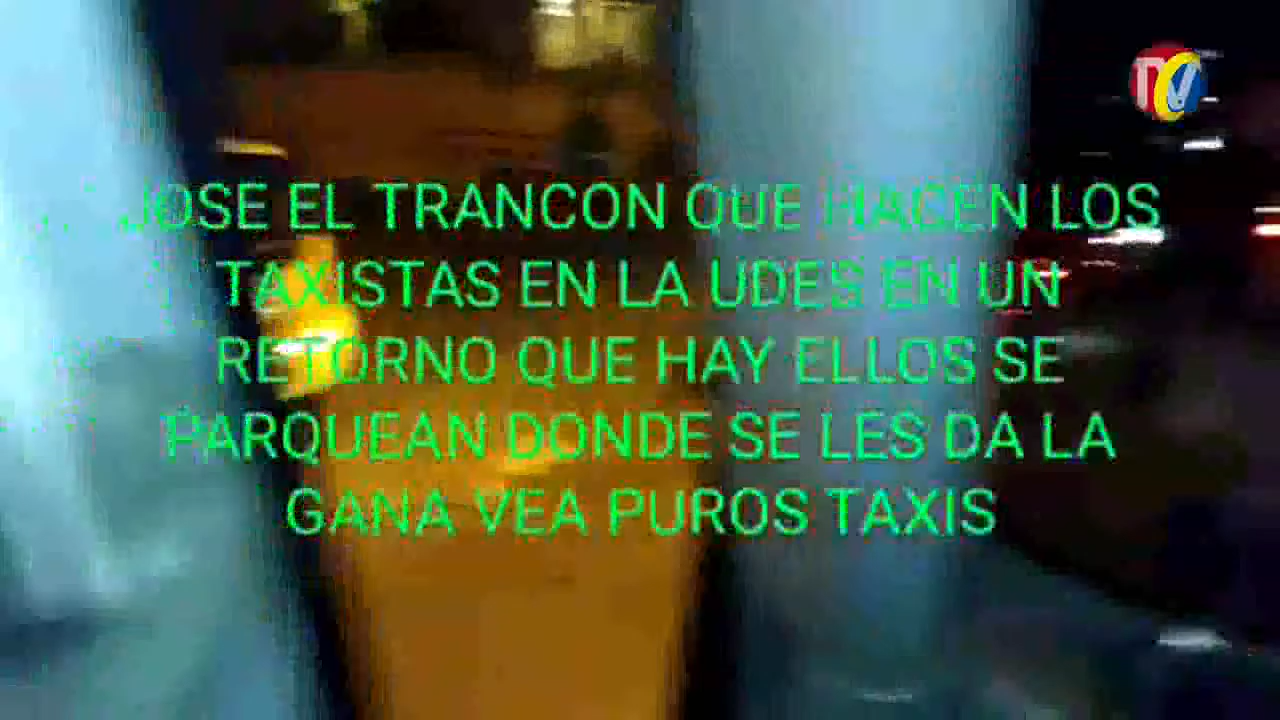 JOSE EL TRANCON QUE HACEN LOS
TAXISTAS EN LA UDES EN UN
RETORNO QUE HAY ELLOS SE
PARQUEAN DONDE SE LES DA LA
GANA VEA PUROS TAXIS